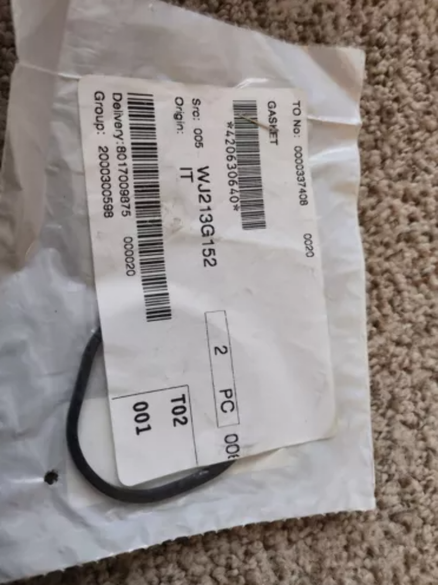 TO No: 0000337408 0020
GASKET
*420630640*
Src: 005 WJ213G152
Origin: IT
Delivery:8017009875 000020
Group: 2000300598
2 PC
T02
001